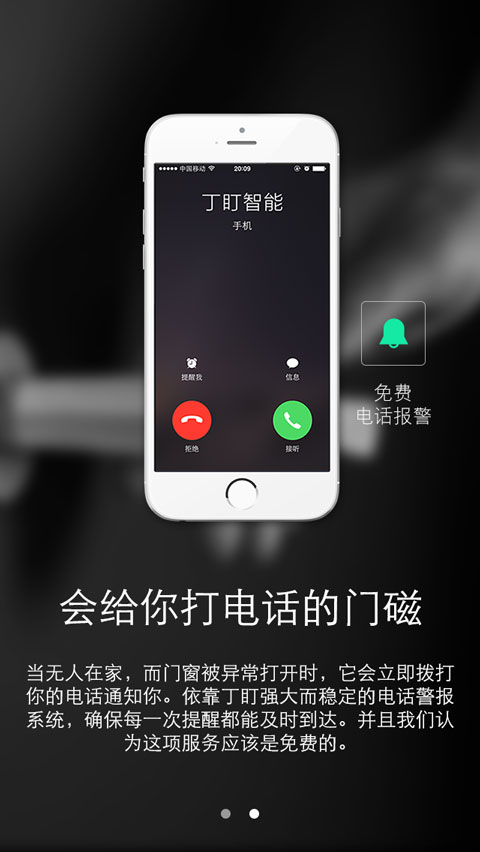 中国移动
20:09
丁盯智能
手机
提醒我
信息
拒绝
接听
免费
电话报警
会给你打电话的门磁
当无人在家，而门窗被异常打开时，它会立即拨打
你的电话通知你。依靠丁盯强大而稳定的电话警报
系统，确保每一次提醒都能及时到达。并且我们认
为这项服务应该是免费的。